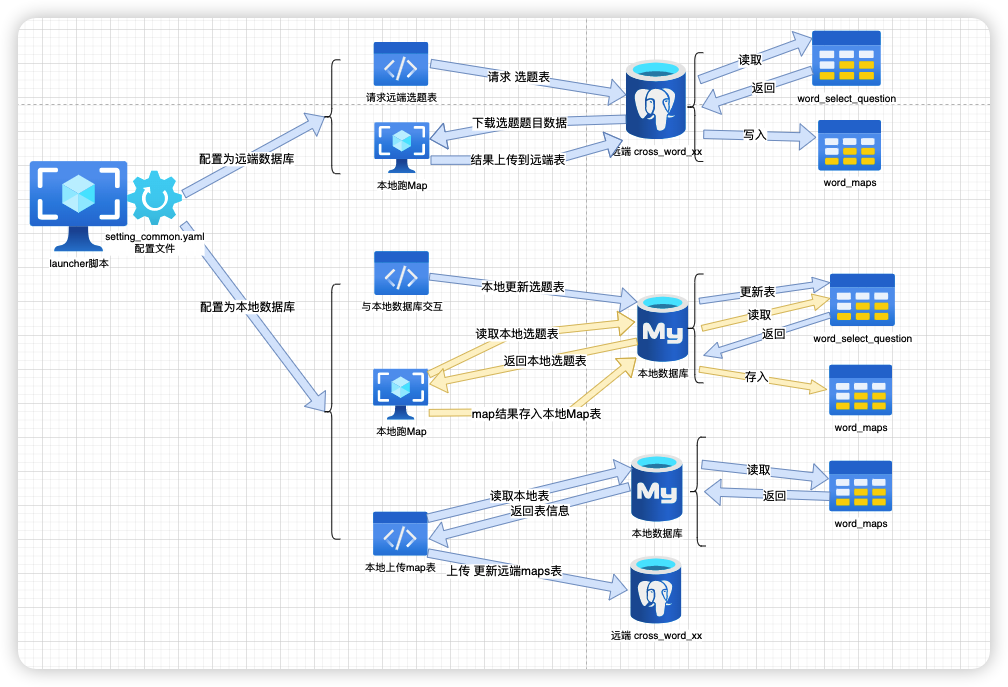 请求远端选题表
请求 选题表
读取
返回
word_select_question
下载选题题目数据
结果上传到远端表
本地跑Map
远端 cross_word_xx
写入
word_maps
配置为远端数据库
setting_common.yaml
配置文件
launcher脚本
配置为本地数据库
与本地数据库交互
本地更新选题表
更新表
读取
返回
word_select_question
读取本地选题表
返回本地选题表
本地数据库
存入
本地跑Map
map结果存入本地Map表
word_maps
读取本地表
返回表信息
读取
返回
word_maps
本地数据库
本地上传map表
上传 更新远端maps表
远端 cross_word_xx
My
My